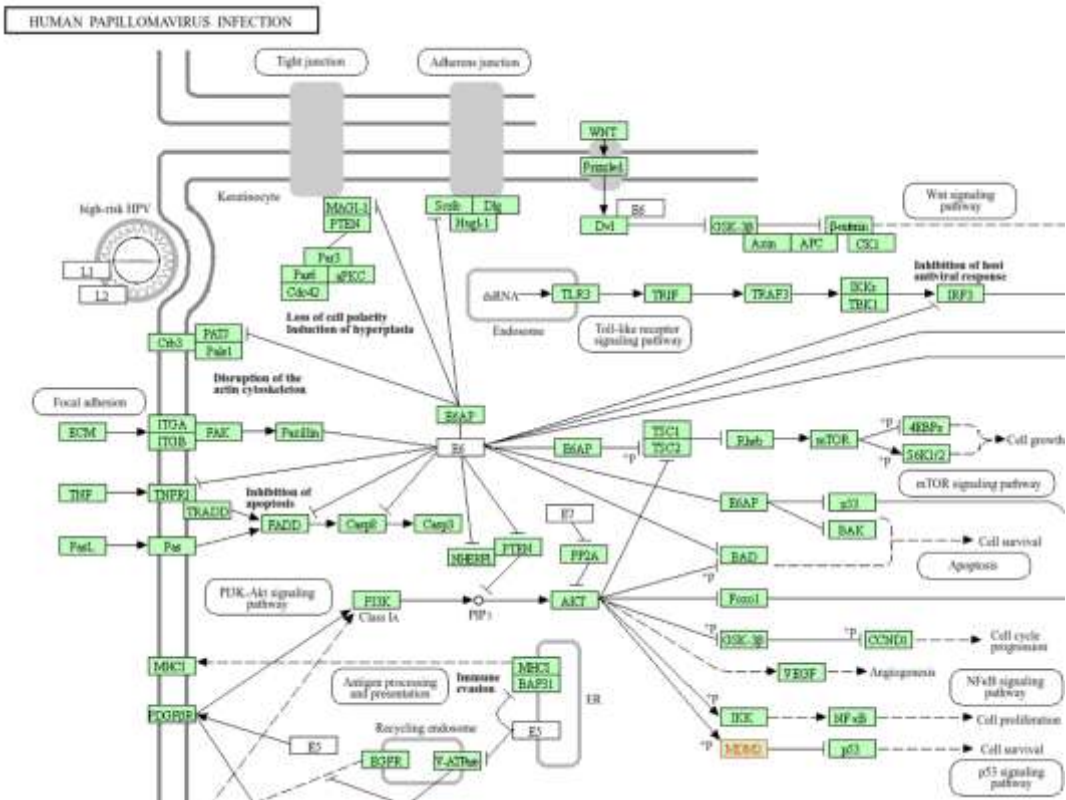 HUMAN PAPILLOMAVIRUS INFECTION
Tight junction
Adherens junction
WNT
Frizzled
Keratinocyte
high-risk HPV
MAGI-1
PTEN
Scrib
Dlg
Hugl-1
E6
Dvl
GSK-3β
β-catenin
Axin
APC
CK1
Wnt signaling
pathway
L1
L2
Par3
Par6
aPKC
Cdc42
dsRNA
TLR3
TRIF
TRAF3
IKKε
TBK1
Inhibition of host
antiviral response
IRF3
Endosome
Toll-like receptor
signaling pathway
Loss of cell polarity
Induction of hyperplasia
Crb3
PATJ
Pals1
Disruption of the
actin cytoskeleton
Focal adhesion
ECM
ITGA
ITGB
FAK
Paxillin
E6AP
E6
E6AP
+p
TSC1
TSC2
Rheb
mTOR
+p
+p
4EBPs
S6K1/2
Cell growth
mTOR signaling pathway
TNF
TNFR1
TRADD
Inhibition of
apoptosis
FADD
Casp8
Casp3
E6AP
p53
BAK
Cell survival
Apoptosis
FasL
Fas
NHERF1
PTEN
E7
PP2A
BAD
+p
PI3K-Akt signaling
pathway
PI3K
Class IA
PIP3
AKT
Foxo1
+p
GSK-3β
+p
CCND1
Cell cycle
progression
MHCI
Antigen processing
and presentation
Immune
evasion
MHCI
BAP31
ER
VEGF
Angiogenesis
NFκB signaling
pathway
PDGFβR
E5
Recycling endosome
E5
+p
IKK
NFκB
Cell proliferation
EGFR
V-ATPase
+p
MDM2
p53
Cell survival
p53 signaling
pathway